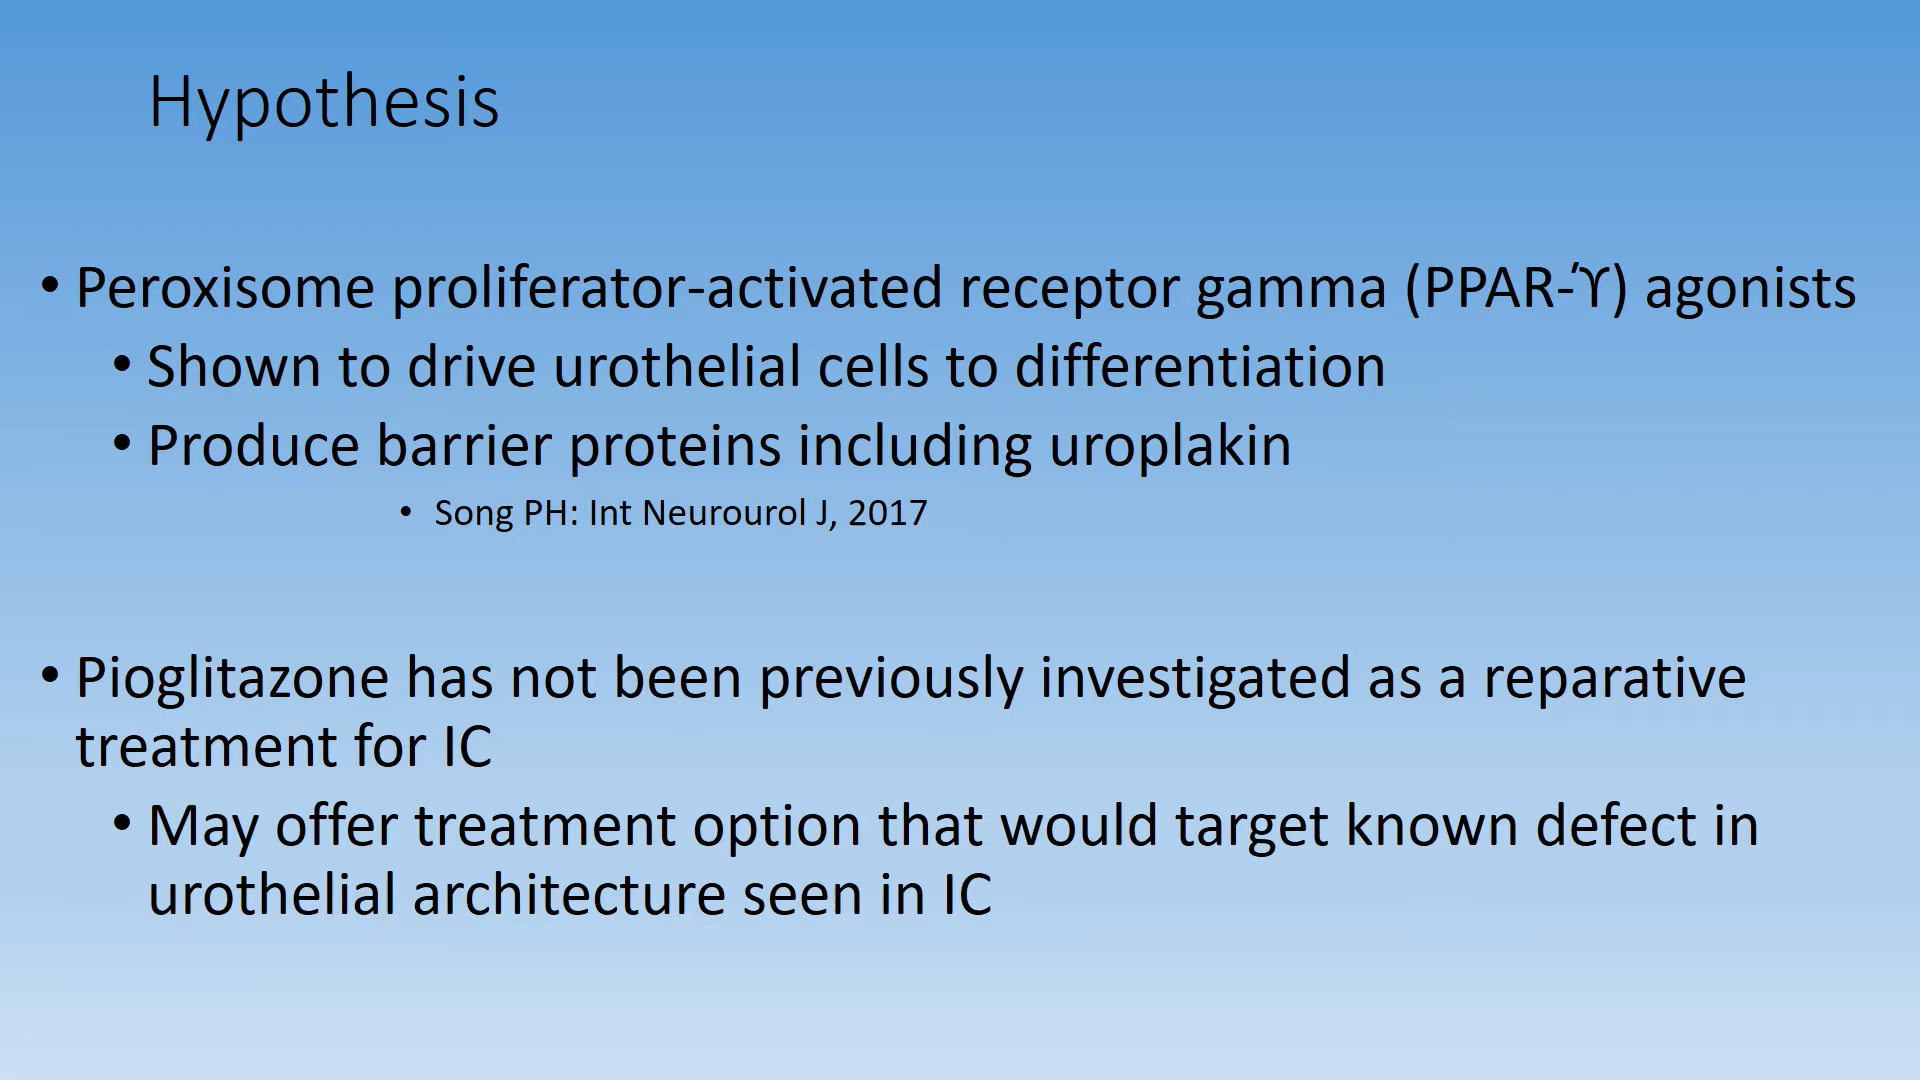 Hypothesis
• Peroxisome proliferator-activated receptor gamma (PPAR-ϓ) agonists
• Shown to drive urothelial cells to differentiation
• Produce barrier proteins including uroplakin
• Song PH: Int Neurourol J, 2017
• Pioglitazone has not been previously investigated as a reparative
treatment for IC
• May offer treatment option that would target known defect in
urothelial architecture seen in IC